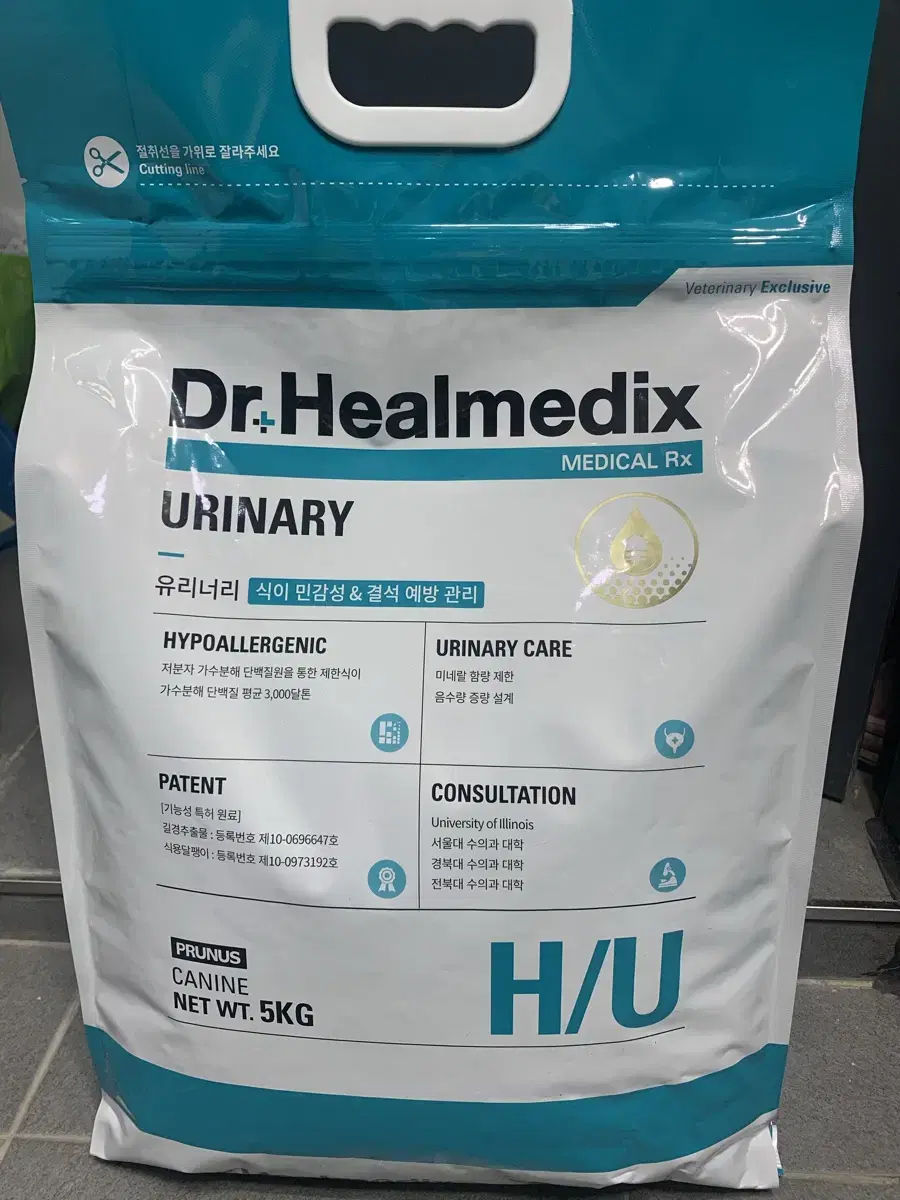 절취선을 가위로 잘라주세요
Cutting line
Veterinary Exclusive
Dr.Healmedix
MEDICAL Rx
URINARY
유리너리 식이 민감성 & 결석 예방 관리
HYPOALLERGENIC
저분자 가수분해 단백질원을 통한 제한식이
가수분해 단백질 평균 3,000달톤
URINARY CARE
미네랄 함량 제한
음수량 증량 설계
PATENT
[기능성 특허 원료]
길경추출물 : 등록번호 제10-0696647호
식용달팽이 : 등록번호 제10-0973192호
CONSULTATION
University of Illinois
서울대 수의과 대학
경북대 수의과 대학
전북대 수의과 대학
PRUNUS
CANINE
NET WT. 5KG
H/U